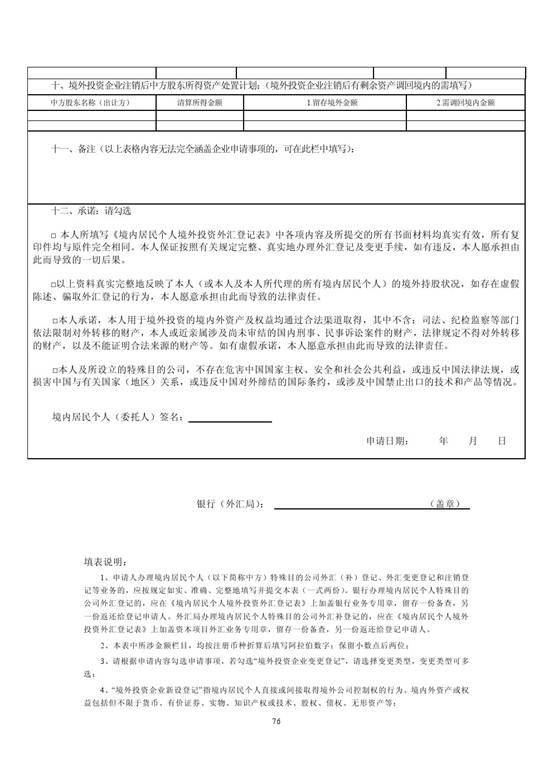 十、境外投资企业注销后中方股东所得资产处置计划：（境外投资企业注销后有剩余资产调回境内的需填写）
中方股东名称（出让方） 清算所得金额 1.留存境外金额 2.需调回境内金额
十一、备注（以上表格内容无法完全涵盖企业申请事项的，可在此栏中填写）：
十二、承诺：请勾选
□ 本人所填写《境内居民个人境外投资外汇登记表》中各项内容及所提交的所有书面材料均真实有效，所有复
印件均与原件完全相同。本人保证按照有关规定完整、真实地办理外汇登记及变更手续，如有违反，本人愿承担由
此而导致的一切后果。
□以上资料真实完整地反映了本人（或本人及本人所代理的所有境内居民个人）的境外持股状况，如存在虚假
陈述、骗取外汇登记的行为，本人愿意承担由此而导致的法律责任。
□本人承诺，本人用于境外投资的境内外资产及权益均通过合法渠道取得，其中不含：司法、纪检监察等部门
依法限制对外转移的财产，本人或近亲属涉及尚未审结的国内刑事、民事诉讼案件的财产，法律规定不得对外转移
的财产，以及不能证明合法来源的财产等。如有虚假承诺，本人愿意承担由此而导致的法律责任。
□本人及所设立的特殊目的公司，不存在危害中国国家主权、安全和社会公共利益，或违反中国法律法规，或
损害中国与有关国家（地区）关系，或违反中国对外缔结的国际条约，或涉及中国禁止出口的技术和产品等情况。
境内居民个人（委托人）签名：
申请日期： 年 月 日
银行（外汇局）： （盖章）
填表说明：
1、申请人办理境内居民个人（以下简称中方）特殊目的公司外汇（补）登记、外汇变更登记和注销登
记等业务的，应按规定如实、准确、完整地填写并提交本表（一式两份）。银行办理境内居民个人特殊目的
公司外汇登记的，应在《境内居民个人境外投资外汇登记表》上加盖银行业务专用章，留存一份备查，另
一份返还给登记申请人。外汇局办理境内居民个人特殊目的公司外汇补登记的，应在《境内居民个人境外
投资外汇登记表》上加盖资本项目外汇业务专用章，留存一份备查，另一份返还给登记申请人。
2、本表中所涉金额栏目，均按注册币种折算后填写阿拉伯数字；保留小数点后两位；
3、请根据申请内容勾选申请事项，若勾选“境外投资企业变更登记”，请选择变更类型，变更类型可多
选；
4、“境外投资企业新设登记”指境内居民个人直接或间接取得境外公司控制权的行为。境内外资产或权
益包括但不限于货币、有价证券、实物、知识产权或技术、股权、债权、无形资产等；
76